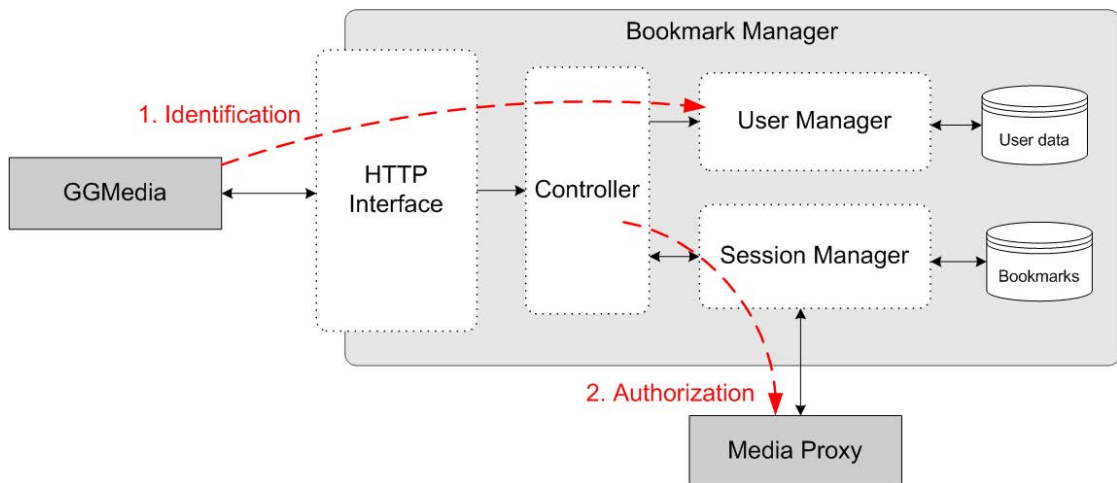 Bookmark Manager
1. Identification
User Manager
User data
GGMedia
HTTP
Interface
Controller
Session Manager
Bookmarks
2. Authorization
Media Proxy